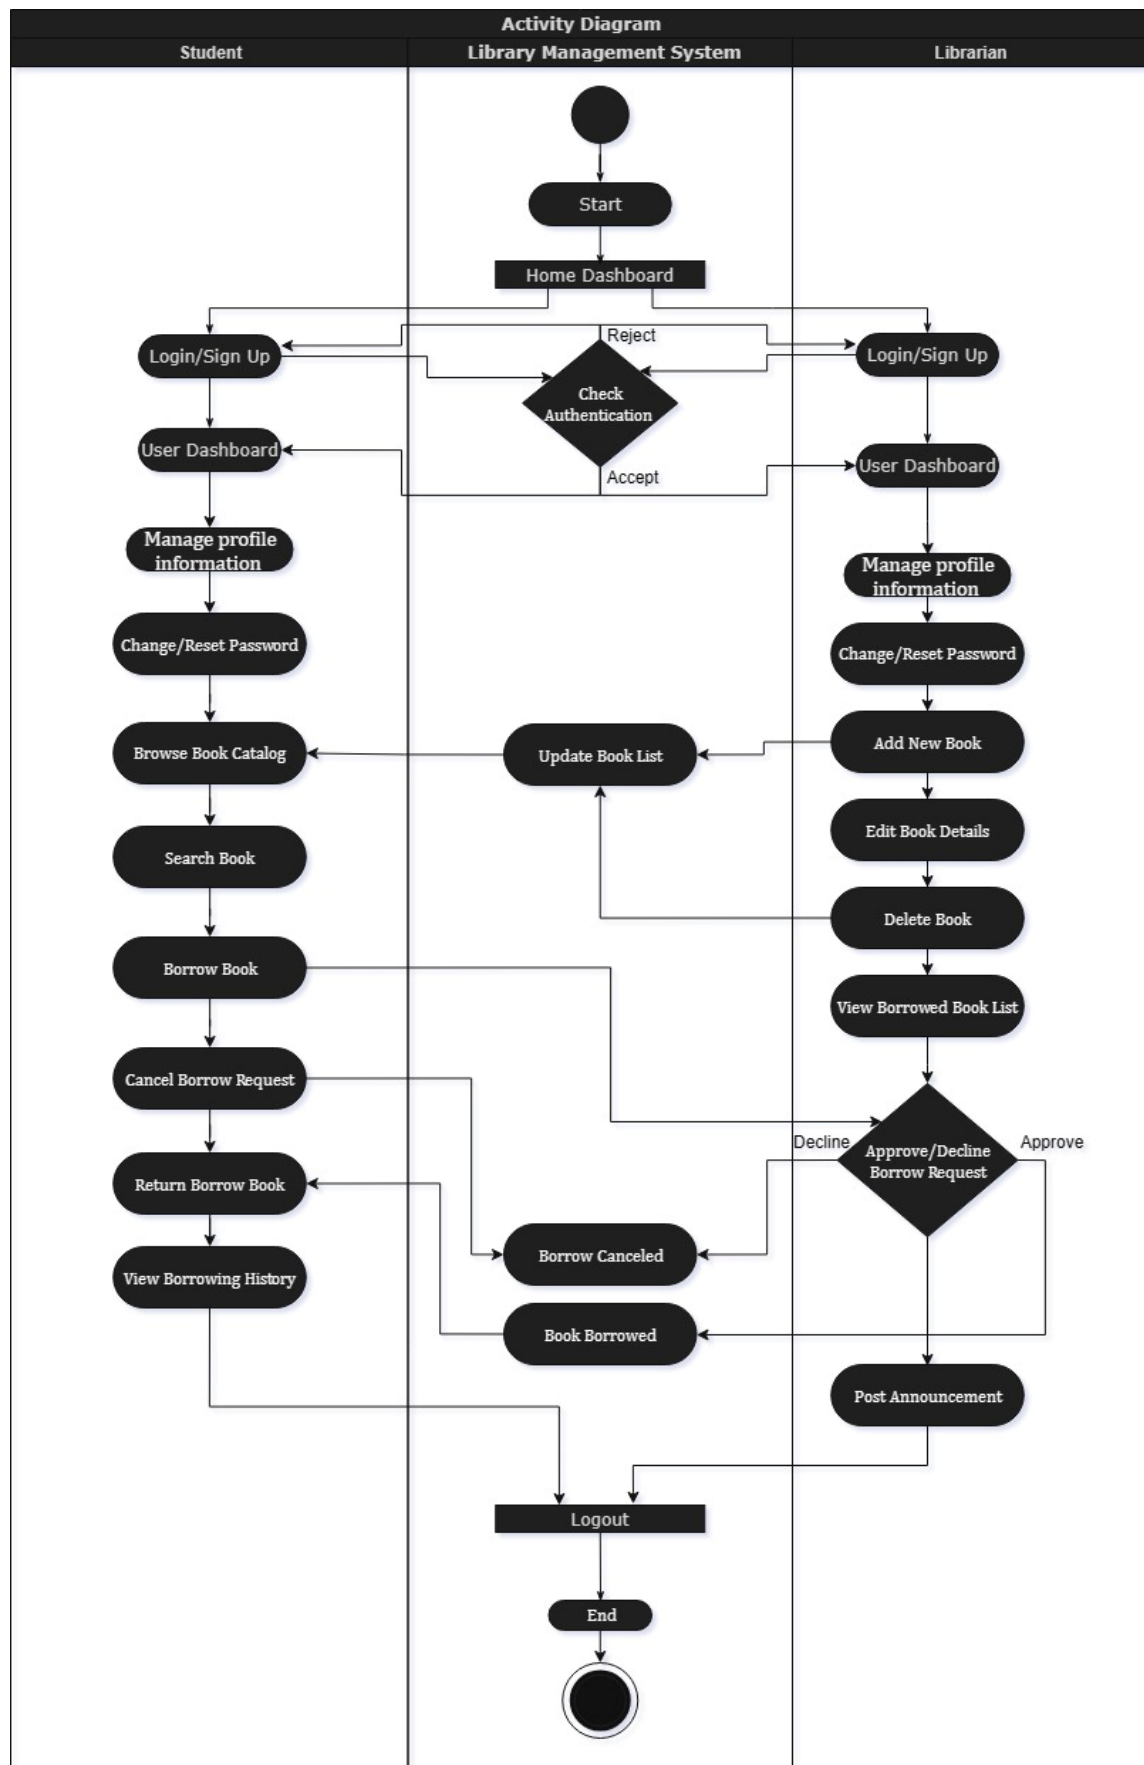 Activity Diagram
Student
Library Management System
Librarian
Start
Home Dashboard
Reject
Login/Sign Up
Login/Sign Up
Check
Authentication
User Dashboard
Accept
User Dashboard
Manage profile
information
Manage profile
information
Change/Reset Password
Change/Reset Password
Browse Book Catalog
Update Book List
Add New Book
Edit Book Details
Search Book
Delete Book
Borrow Book
View Borrowed Book List
Cancel Borrow Request
Decline
Approve/Decline
Borrow Request
Approve
Return Borrow Book
Borrow Canceled
View Borrowing History
Book Borrowed
Post Announcement
Logout
End